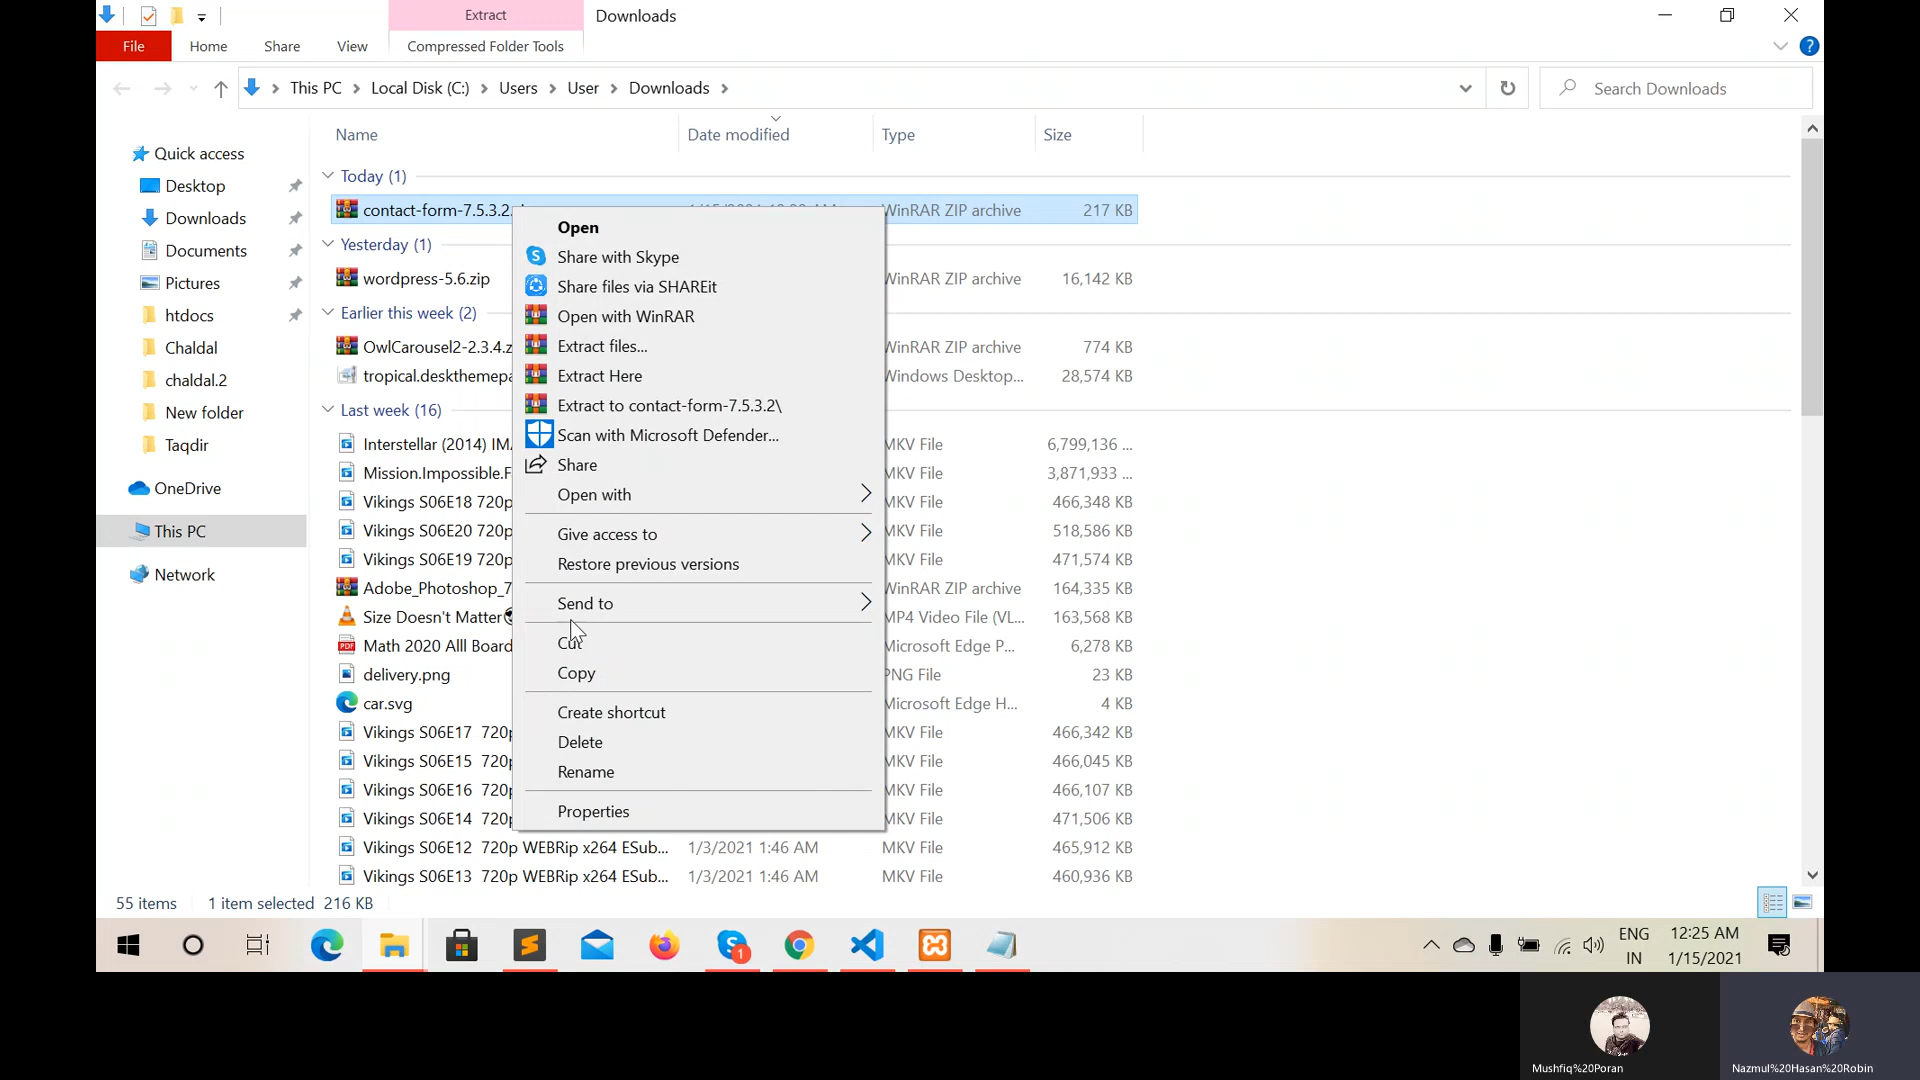 Extract
Downloads
File
Home
Share
View
Compressed Folder Tools
This PC
Local Disk (C:)
Users
User
Downloads
Search Downloads
Name
Date modified
Type
Size
Quick access
Desktop
Downloads
Documents
Pictures
htdocs
Chaldal
chaldal.2
New folder
Taqdir
OneDrive
This PC
Network
Today (1)
contact-form-7.5.3.2. WinRAR ZIP archive 217 KB
Yesterday (1)
wordpress-5.6.zip WinRAR ZIP archive 16,142 KB
Earlier this week (2)
OwlCarousel2-2.3.4.z WinRAR ZIP archive 774 KB
tropical.deskthemepa Windows Desktop... 28,574 KB
Last week (16)
Interstellar (2014) IM MKV File 6,799,136 ...
Mission.Impossible.F MKV File 3,871,933 ...
Vikings S06E18 720p MKV File 466,348 KB
Vikings S06E20 720p MKV File 518,586 KB
Vikings S06E19 720p MKV File 471,574 KB
Adobe_Photoshop_7 WinRAR ZIP archive 164,335 KB
Size Doesn't Matter MP4 Video File (VL... 163,568 KB
Math 2020 Alll Board Microsoft Edge P... 6,278 KB
delivery.png PNG File 23 KB
car.svg Microsoft Edge H... 4 KB
Vikings S06E17 720p MKV File 466,342 KB
Vikings S06E15 720p MKV File 466,045 KB
Vikings S06E16 720p MKV File 466,107 KB
Vikings S06E14 720p MKV File 471,506 KB
Vikings S06E12 720p WEBRip x264 ESub... 1/3/2021 1:46 AM MKV File 465,912 KB
Vikings S06E13 720p WEBRip x264 ESub... 1/3/2021 1:46 AM MKV File 460,936 KB
Open
Share with Skype
Share files via SHAREit
Open with WinRAR
Extract files...
Extract Here
Extract to contact-form-7.5.3.2\
Scan with Microsoft Defender...
Share
Open with
Give access to
Restore previous versions
Send to
Cut
Copy
Create shortcut
Delete
Rename
Properties
55 items
1 item selected 216 KB
ENG
IN
12:25 AM
1/15/2021
Mushfiq%20Poran
Nazmul%20Hasan%20Robin